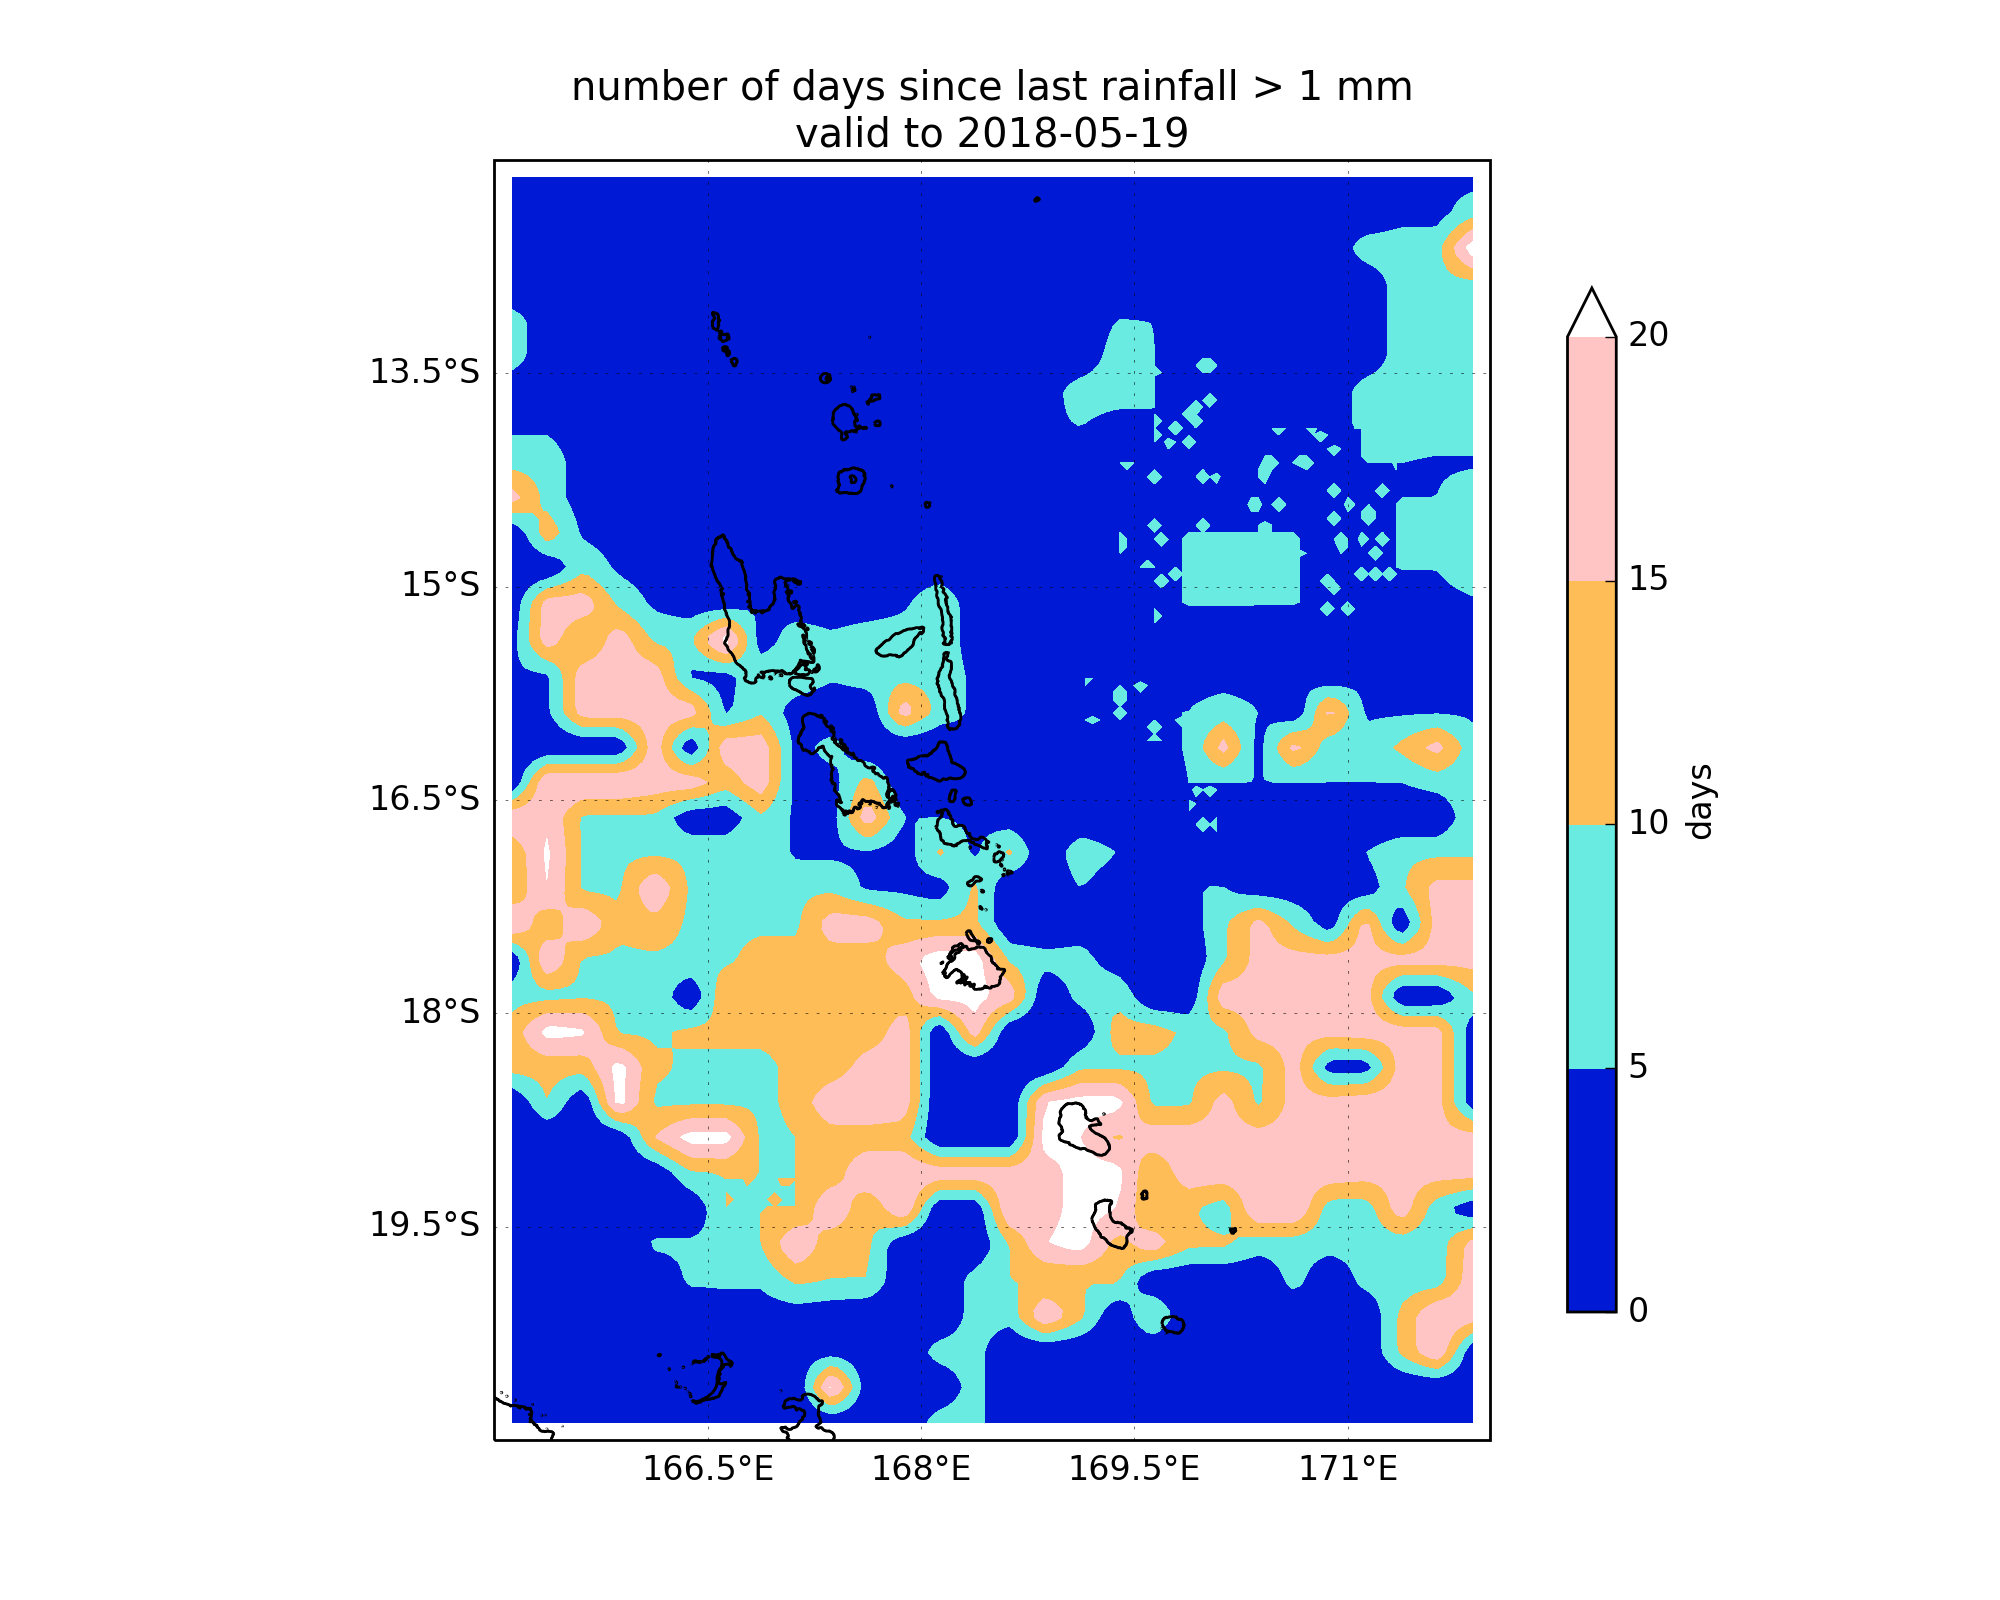 number of days since last rainfall > 1 mm
valid to 2018-05-19
13.5°S
15°S
16.5°S
18°S
19.5°S
166.5°E
168°E
169.5°E
171°E
20
15
10
5
0
days